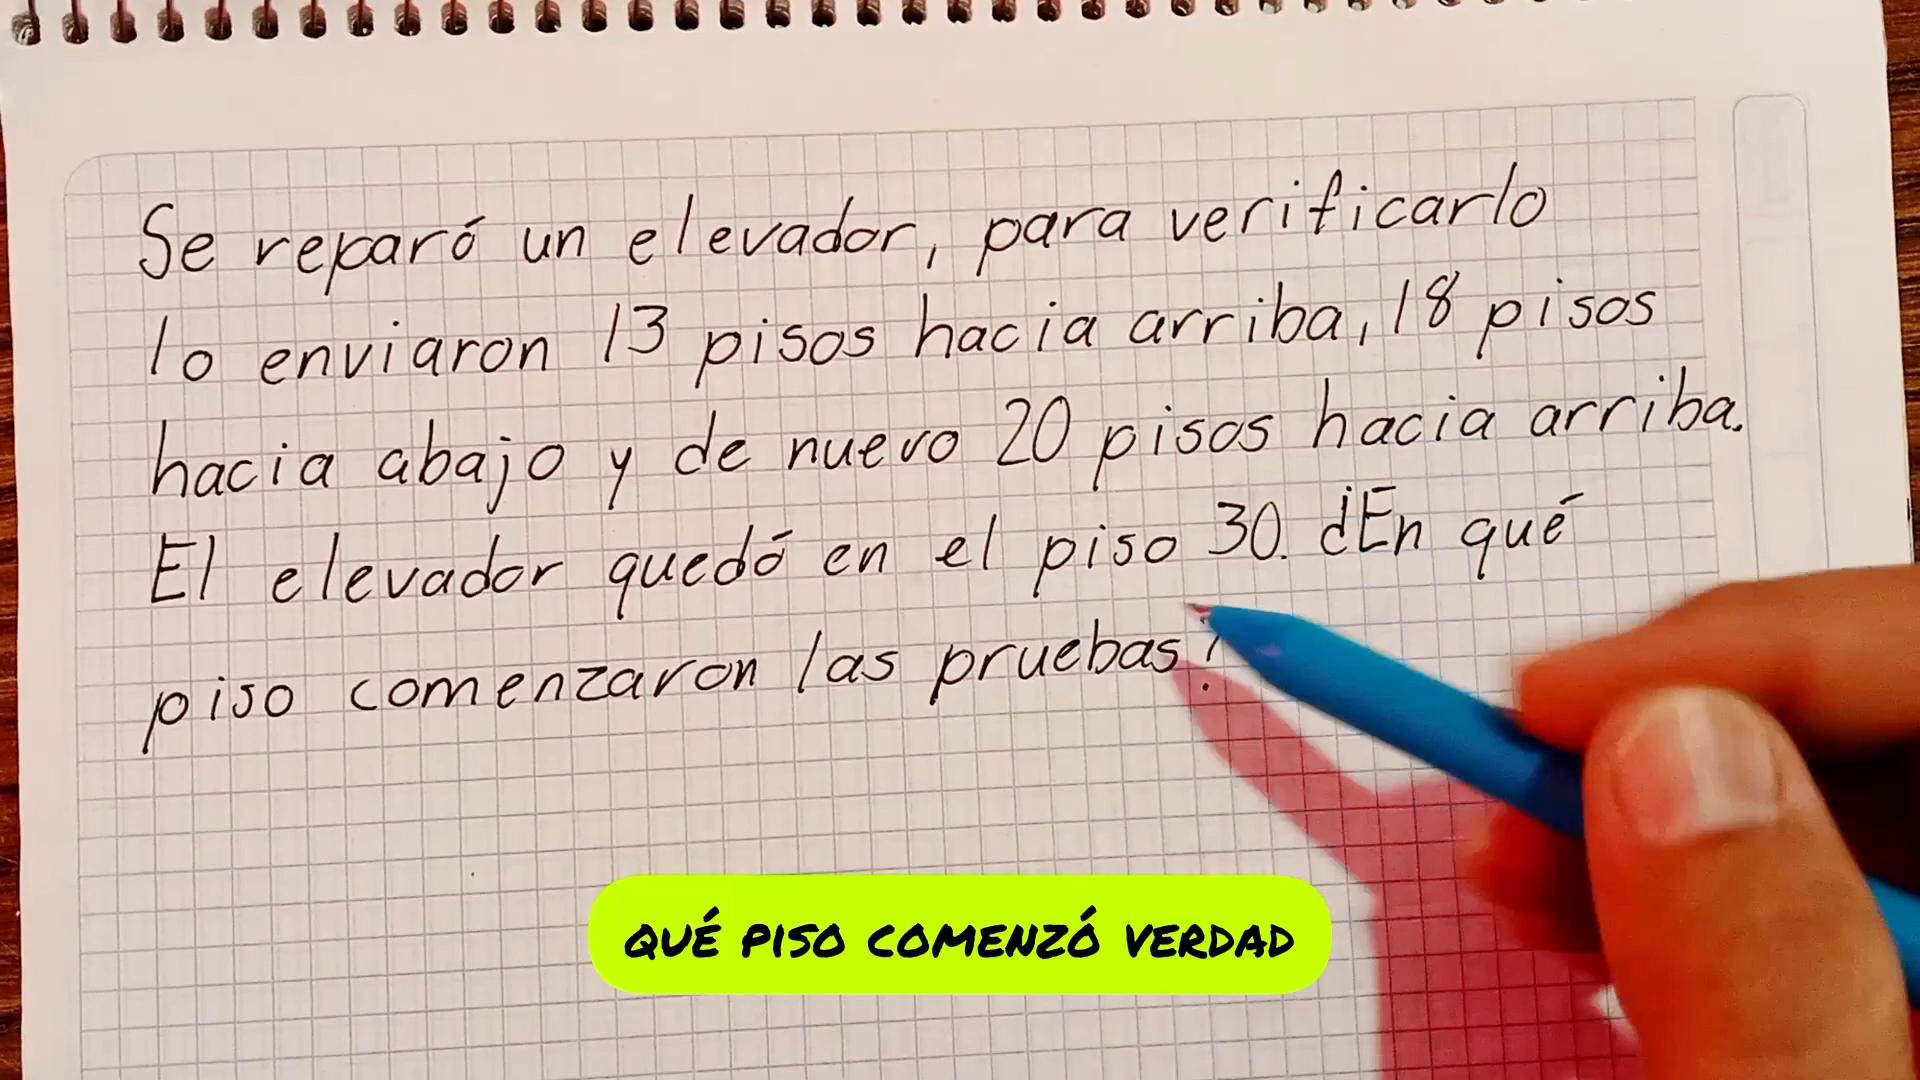 Se reparó un elevador, para verificarlo
lo enviaron 13 pisos hacia arriba, 18 pisos
hacia abajo y de nuevo 20 pisos hacia arriba.
El elevador quedó en el piso 30. ¿En qué
piso comenzaron las pruebas?
QUÉ PISO COMENZÓ VERDAD